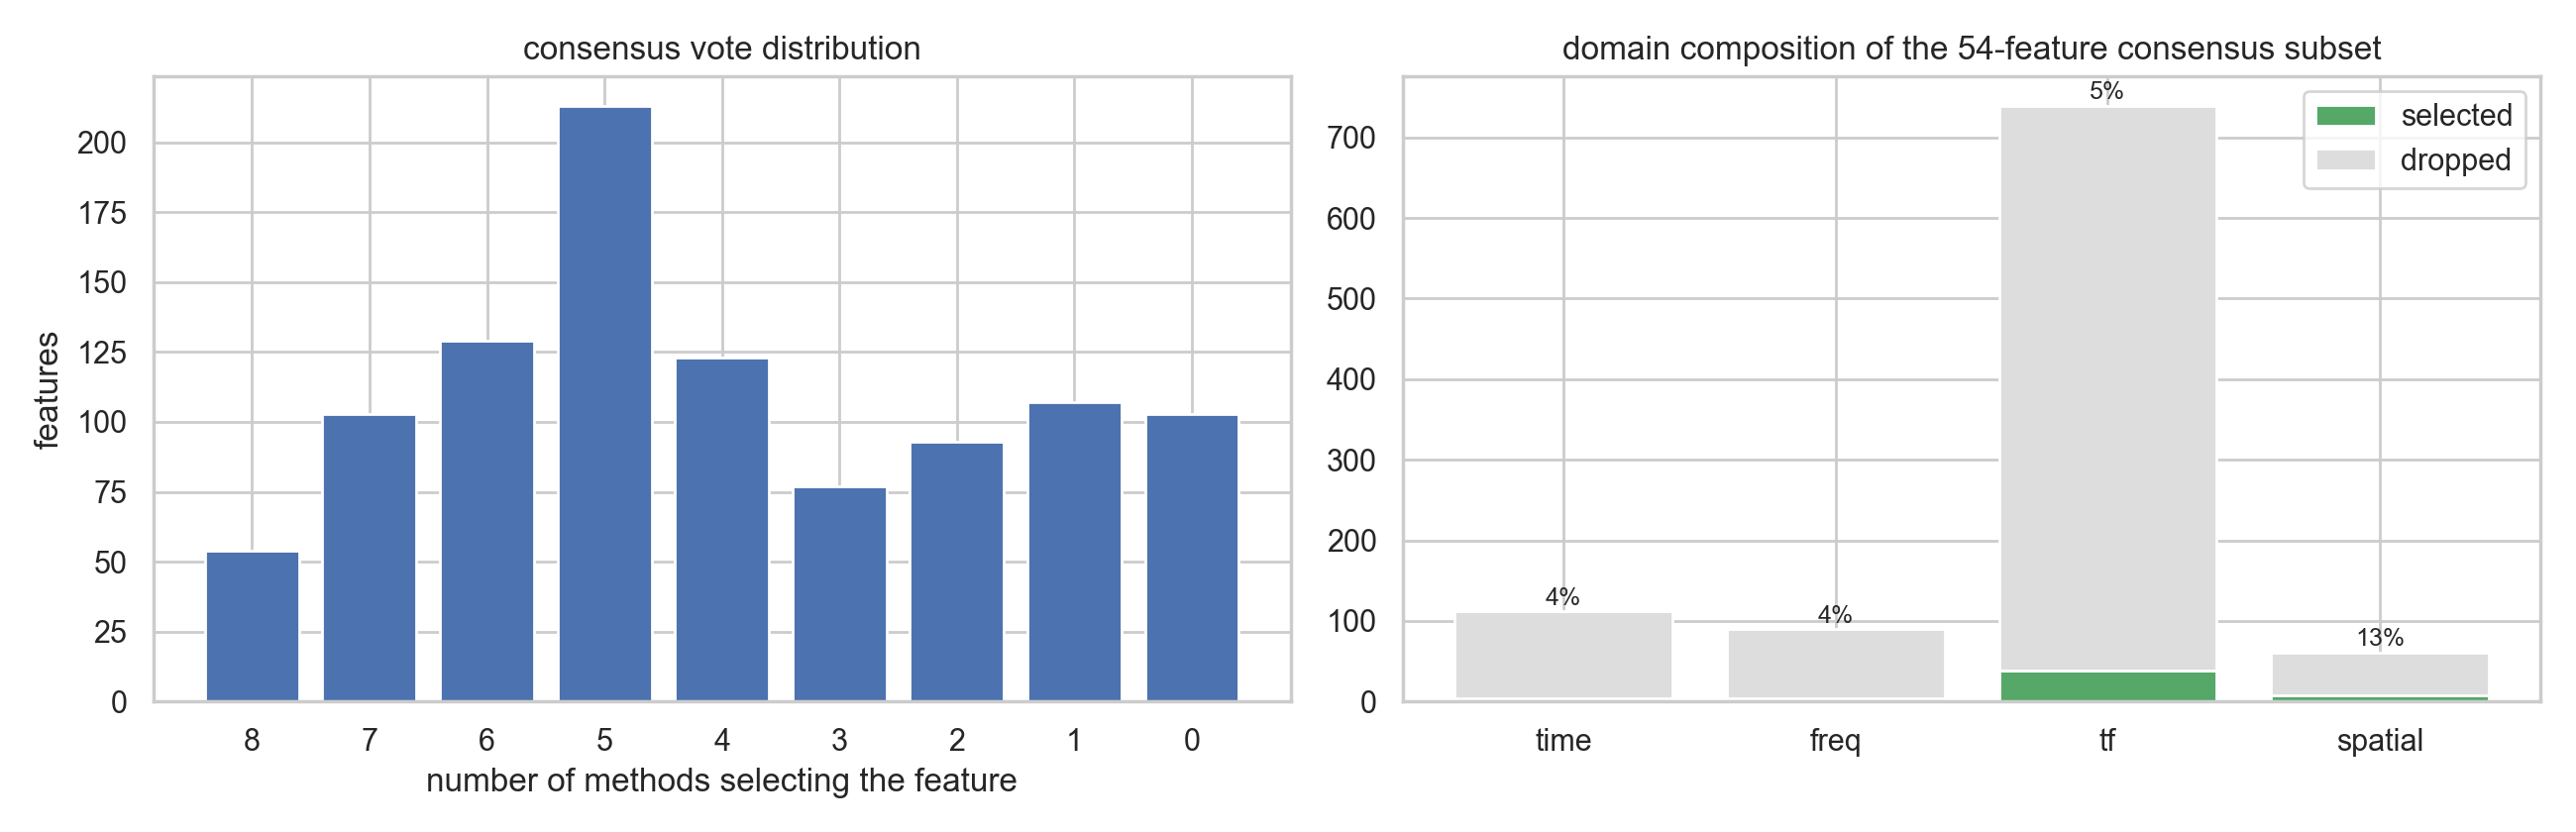 consensus vote distribution
features
200
175
150
125
100
75
50
25
0
8 7 6 5 4 3 2 1 0
number of methods selecting the feature
domain composition of the 54-feature consensus subset
700
600
500
400
300
200
100
0
4%
4%
5%
13%
selected
dropped
time freq tf spatial